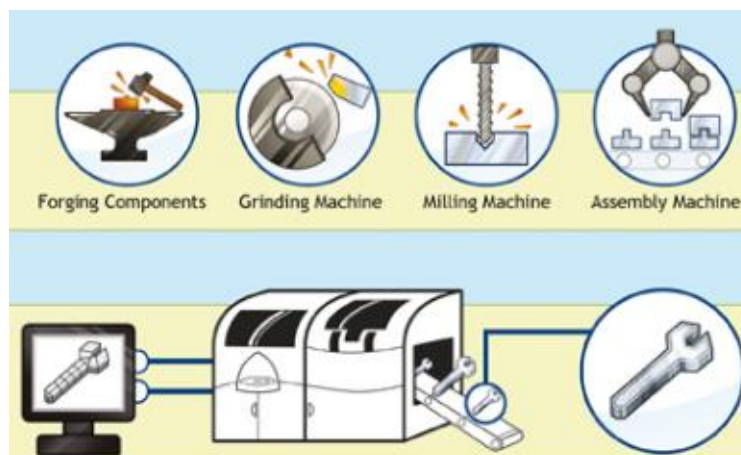 Forging Components
Grinding Machine
Milling Machine
Assembly Machine